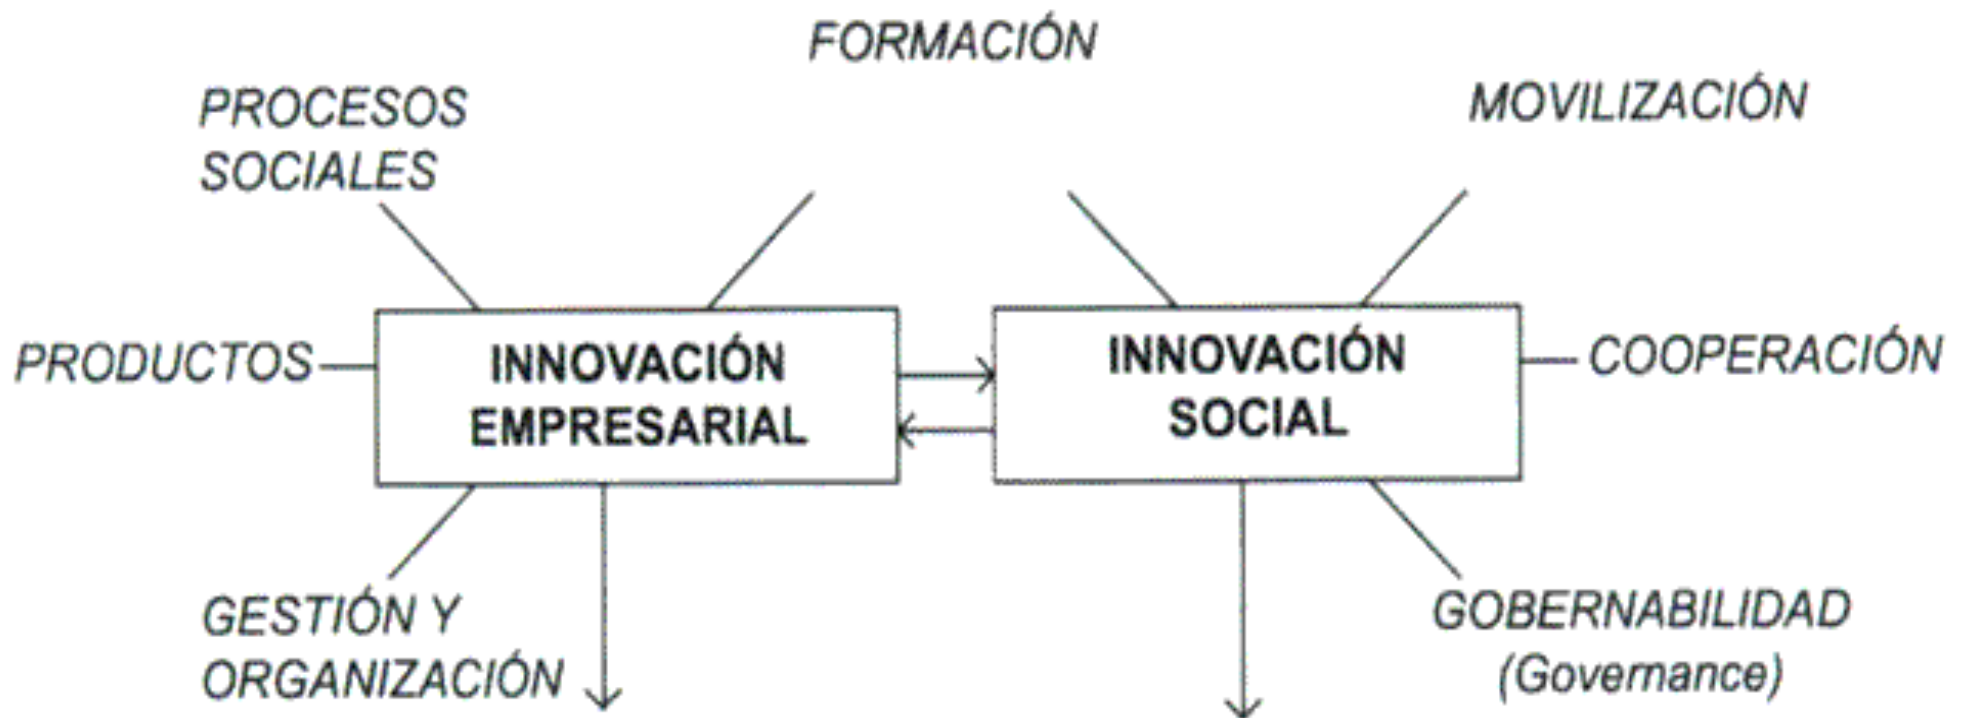 FORMACIÓN
PROCESOS
SOCIALES
MOVILIZACIÓN
PRODUCTOS
INNOVACIÓN
EMPRESARIAL
INNOVACIÓN
SOCIAL
COOPERACIÓN
GESTIÓN Y
ORGANIZACIÓN
GOBERNABILIDAD
(Governance)